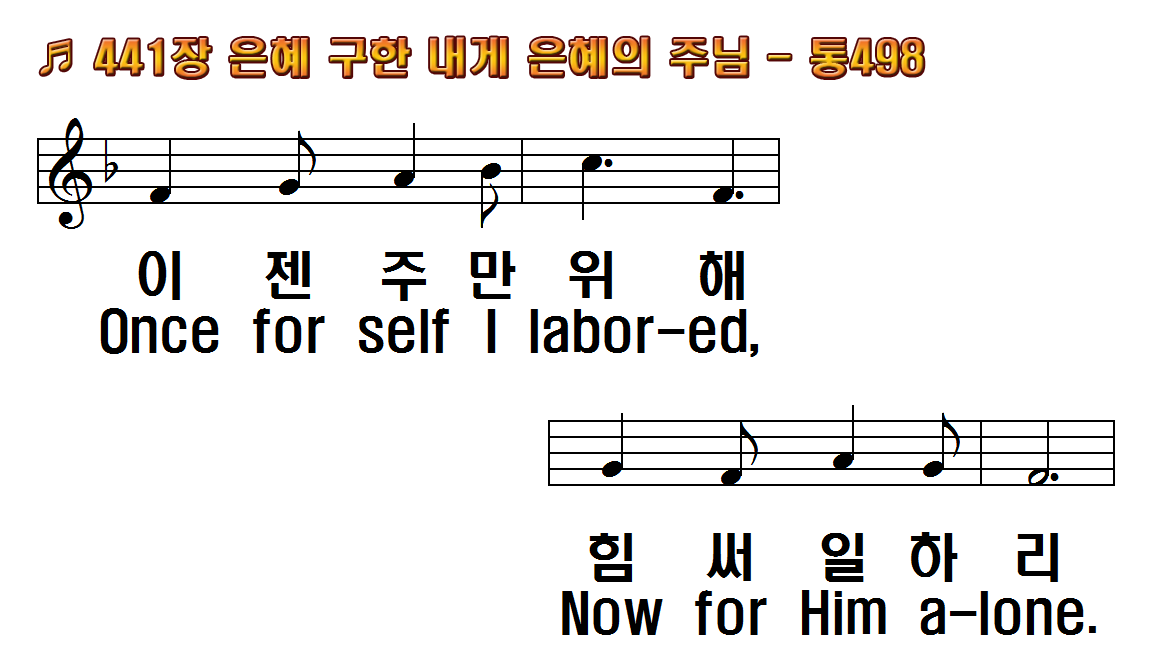 ♬ 441장 은혜 구한 내게 은혜의 주님 - 통498
이 젠 주 만 위 해
Once for self I labor-ed,
힘 써 일 하 리
Now for Him a-lone.